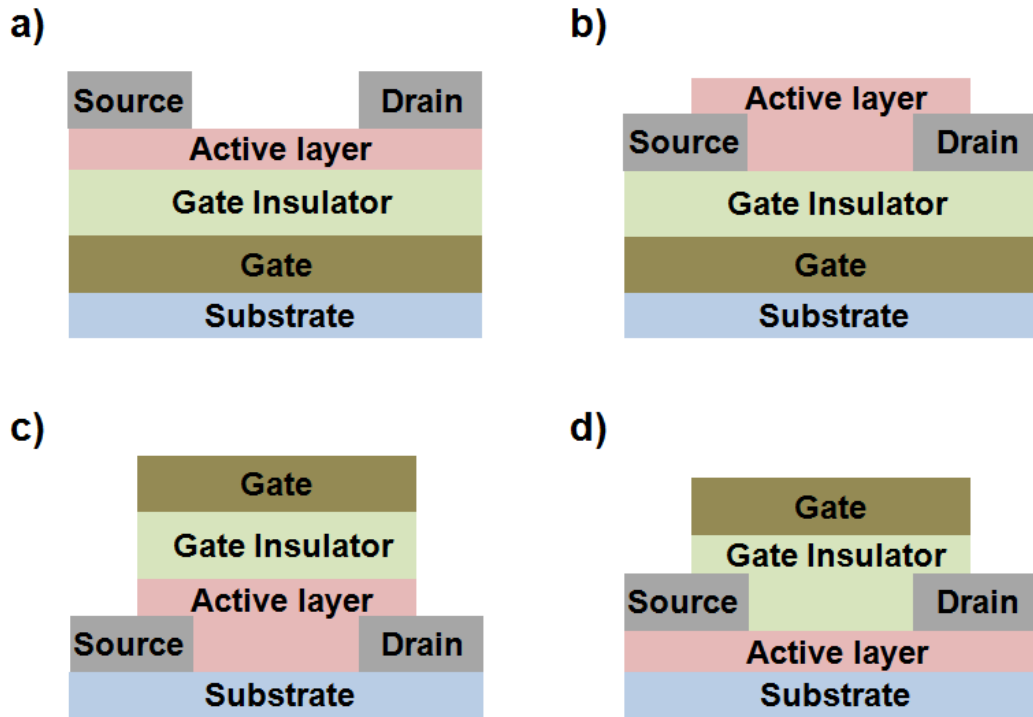 a)
Source Drain
Active layer
Gate Insulator
Gate
Substrate
b)
Active layer
Source Drain
Gate Insulator
Gate
Substrate
c)
Gate
Gate Insulator
Active layer
Source Drain
Substrate
d)
Gate
Gate Insulator
Source Drain
Active layer
Substrate